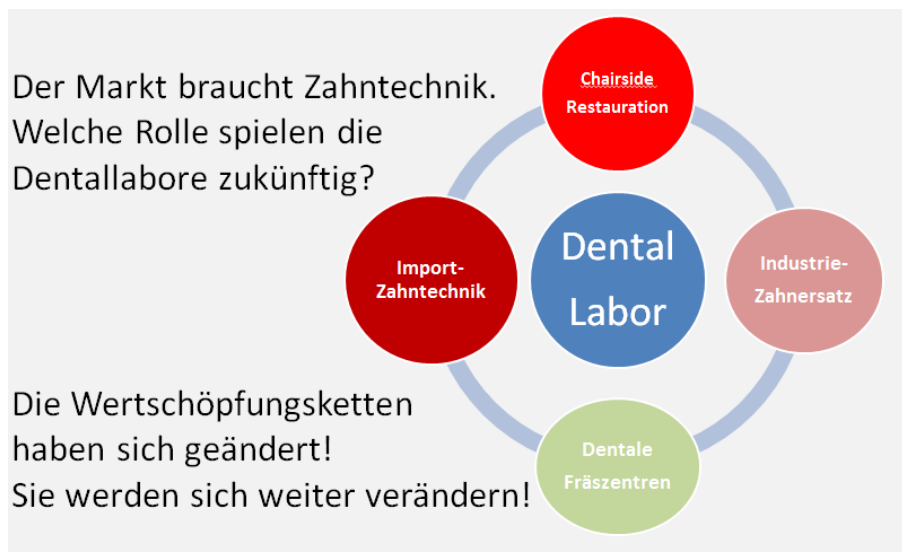 Der Markt braucht Zahntechnik.
Welche Rolle spielen die
Dentallabore zukünftig?
Chairside
Restauration
Import-
Zahntechnik
Dental
Labor
Industrie-
Zahnersatz
Dentale
Fräszentren
Die Wertschöpfungsketten
haben sich geändert!
Sie werden sich weiter verändern!